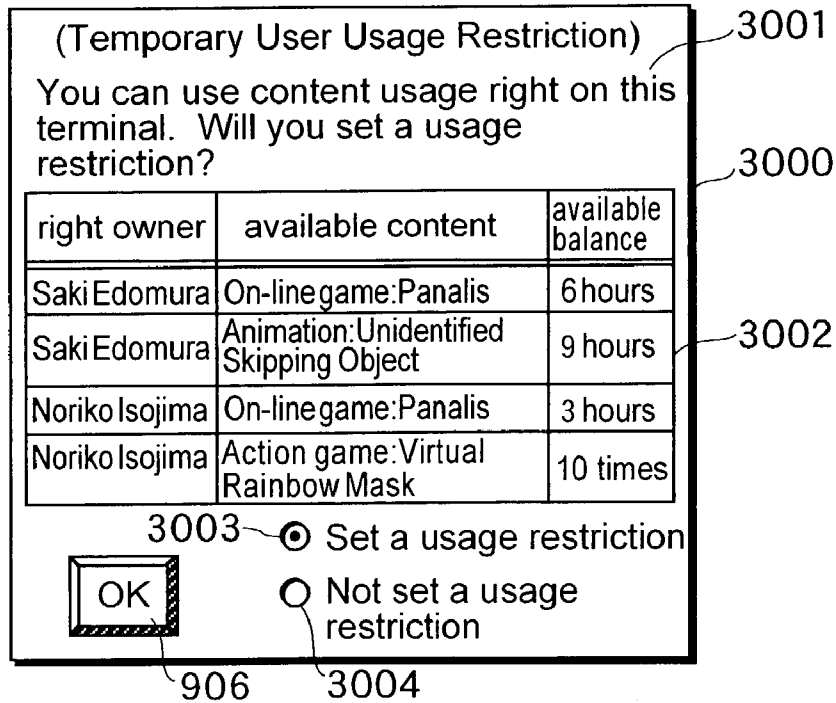 (Temporary User Usage Restriction)
3001
You can use content usage right on this
terminal. Will you set a usage
restriction?
3000
right owner available content available
balance
Saki Edomura On-line game:Panalis 6 hours
Saki Edomura Animation:Unidentified
Skipping Object 9 hours
3002
Noriko Isojima On-line game:Panalis 3 hours
Noriko Isojima Action game:Virtual
Rainbow Mask 10 times
3003 Set a usage restriction
OK Not set a usage
restriction
906 3004